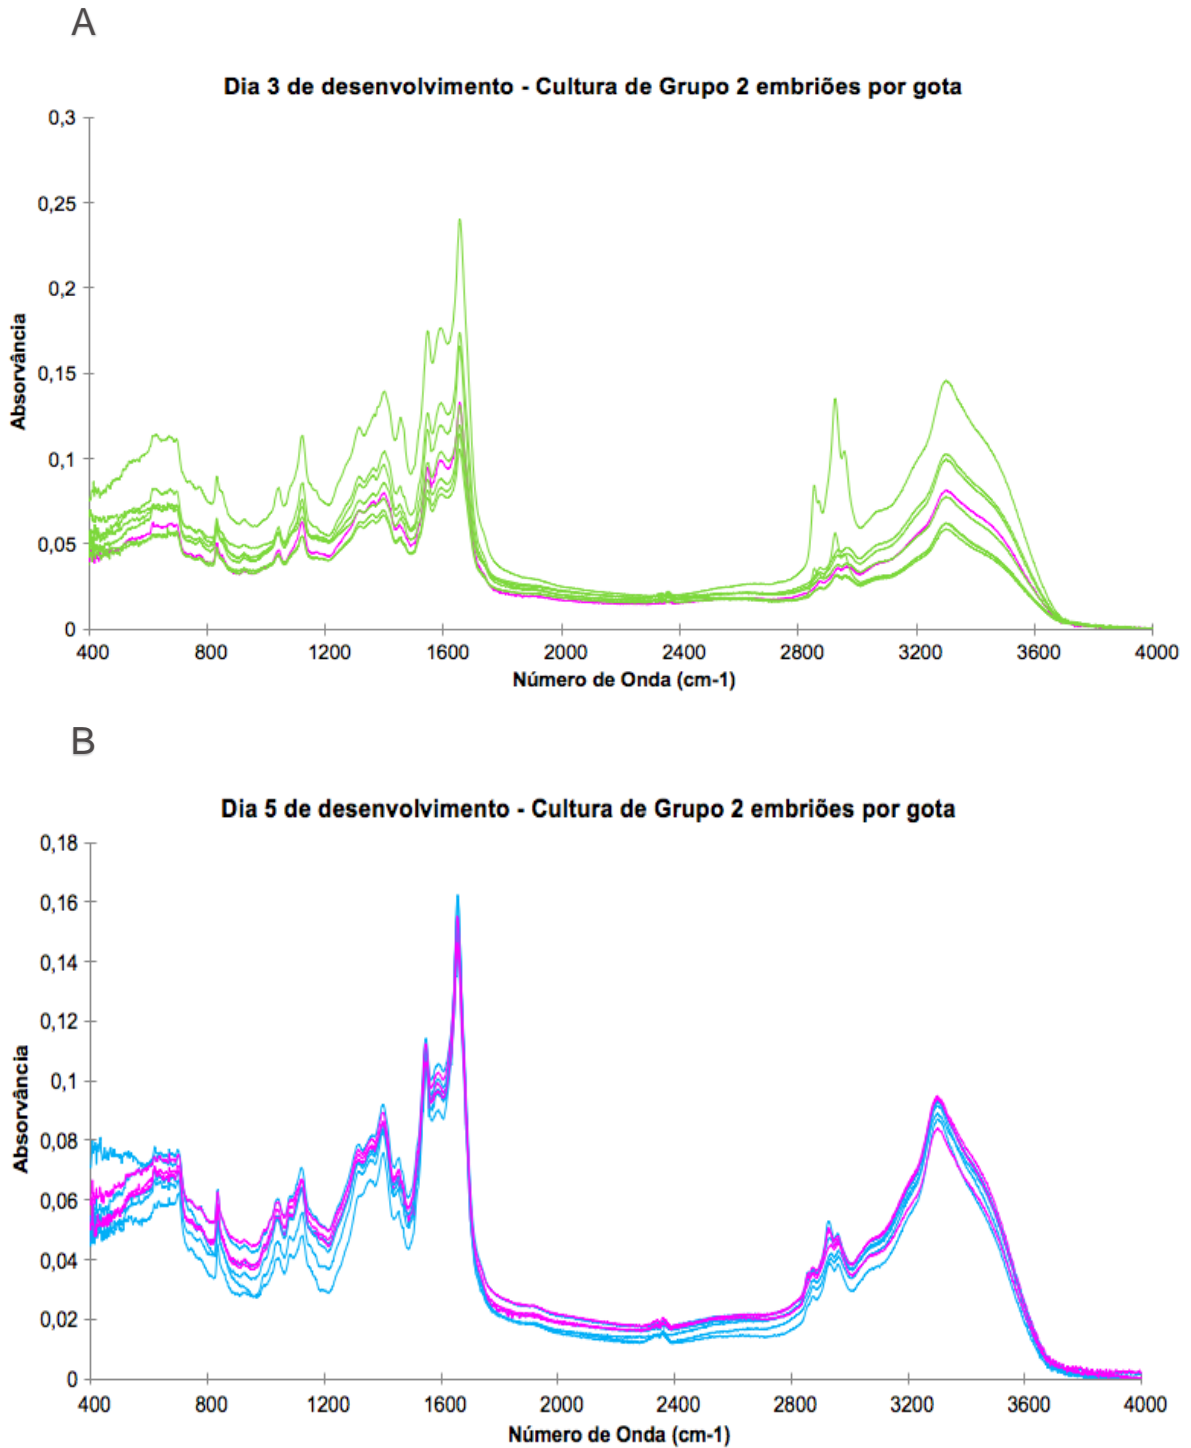 A
Dia 3 de desenvolvimento - Cultura de Grupo 2 embriões por gota
0,3
0,25
0,2
0,15
0,1
0,05
0
Absorvância
400 800 1200 1600 2000 2400 2800 3200 3600 4000
Número de Onda (cm-1)
B
Dia 5 de desenvolvimento - Cultura de Grupo 2 embriões por gota
0,18
0,16
0,14
0,12
0,1
0,08
0,06
0,04
0,02
0
Absorvância
400 800 1200 1600 2000 2400 2800 3200 3600 4000
Número de Onda (cm-1)